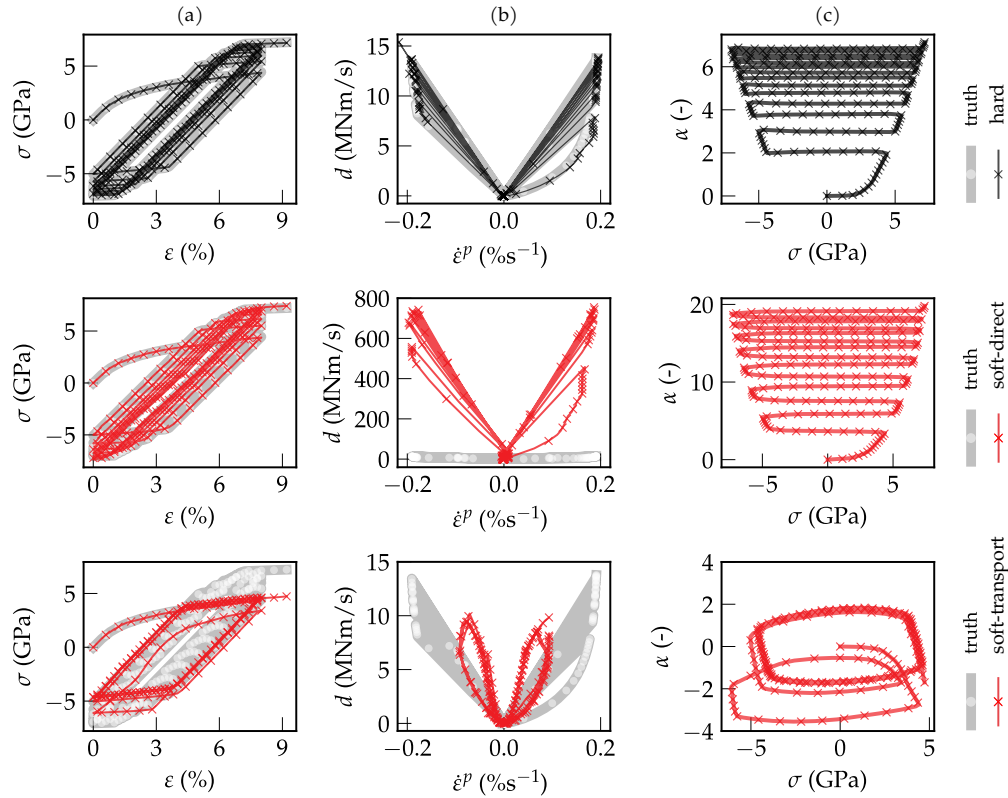 (a) (b) (c)
5
0
−5
σ (GPa)
0 3 6 9
ε (%)
15
10
5
0
d (MNm/s)
−0.2 0.0 0.2
ε̇ᵖ (%s⁻¹)
6
4
2
0
α (-)
−5 0 5
σ (GPa)
truth
hard
5
0
−5
σ (GPa)
0 3 6 9
ε (%)
800
600
400
200
0
d (MNm/s)
−0.2 0.0 0.2
ε̇ᵖ (%s⁻¹)
20
10
0
α (-)
−5 0 5
σ (GPa)
truth
soft-direct
5
0
−5
σ (GPa)
0 3 6 9
ε (%)
15
10
5
0
d (MNm/s)
−0.2 0.0 0.2
ε̇ᵖ (%s⁻¹)
4
2
0
−2
−4
α (-)
−5 0 5
σ (GPa)
truth
soft-transport